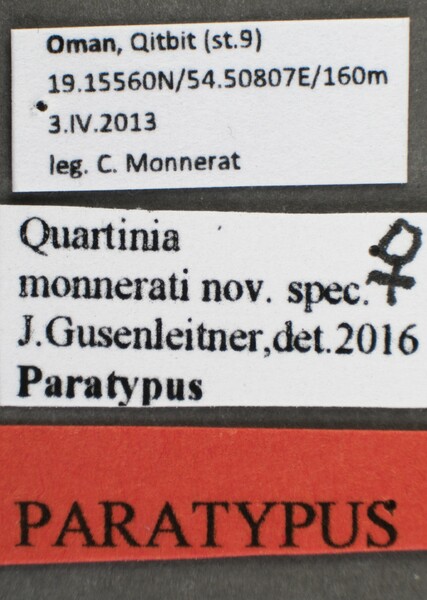 Oman, Qitbit (st.9)
19.15560N/54.50807E/160m
3.IV.2013
leg. C. Monnerat
Quartinia ♀
monnerati nov. spec.
J.Gusenleitner,det.2016
Paratypus
PARATYPUS